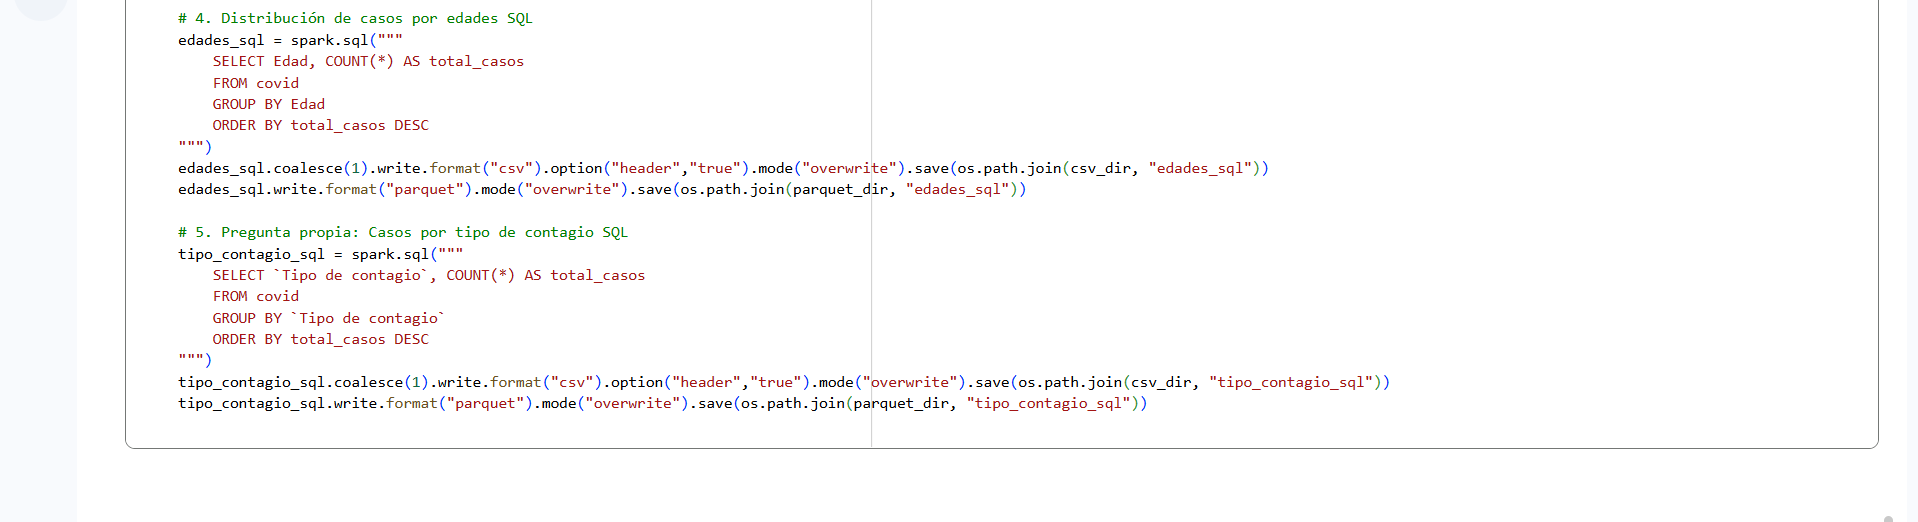 # 4. Distribución de casos por edades SQL
edades_sql = spark.sql("""
    SELECT Edad, COUNT(*) AS total_casos
    FROM covid
    GROUP BY Edad
    ORDER BY total_casos DESC
""")
edades_sql.coalesce(1).write.format("csv").option("header","true").mode("overwrite").save(os.path.join(csv_dir, "edades_sql"))
edades_sql.write.format("parquet").mode("overwrite").save(os.path.join(parquet_dir, "edades_sql"))

# 5. Pregunta propia: Casos por tipo de contagio SQL
tipo_contagio_sql = spark.sql("""
    SELECT `Tipo de contagio`, COUNT(*) AS total_casos
    FROM covid
    GROUP BY `Tipo de contagio`
    ORDER BY total_casos DESC
""")
tipo_contagio_sql.coalesce(1).write.format("csv").option("header","true").mode("overwrite").save(os.path.join(csv_dir, "tipo_contagio_sql"))
tipo_contagio_sql.write.format("parquet").mode("overwrite").save(os.path.join(parquet_dir, "tipo_contagio_sql"))